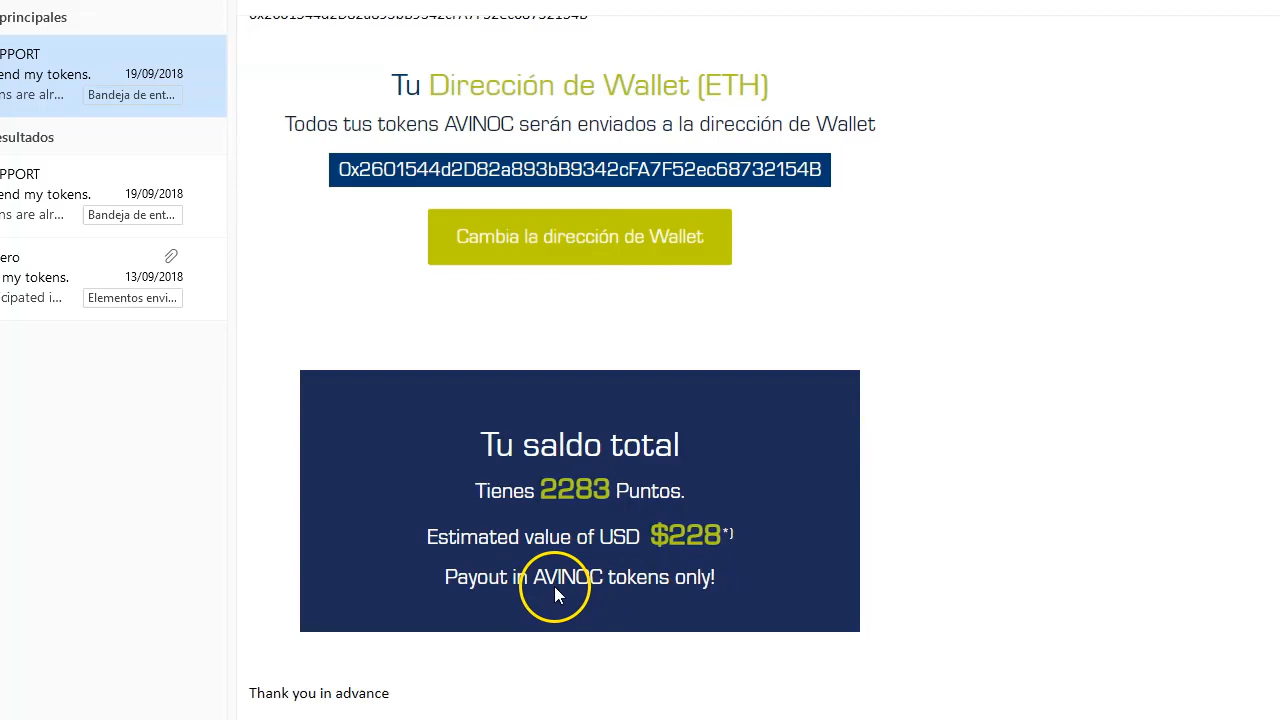 principales
PPORT
end my tokens. 19/09/2018
ns are alr... Bandeja de ent...
esultados
PPORT
end my tokens. 19/09/2018
ns are alr... Bandeja de ent...
ero
my tokens. 13/09/2018
cipated i... Elementos envi...
0x2601544d2D82a893bB9342cFA7F52ec68732154B
Tu Dirección de Wallet (ETH)
Todos tus tokens AVINOC serán enviados a la dirección de Wallet
0x2601544d2D82a893bB9342cFA7F52ec68732154B
Cambia la dirección de Wallet
Tu saldo total
Tienes 2283 Puntos.
Estimated value of USD $228*)
Payout in AVINOC tokens only!
Thank you in advance